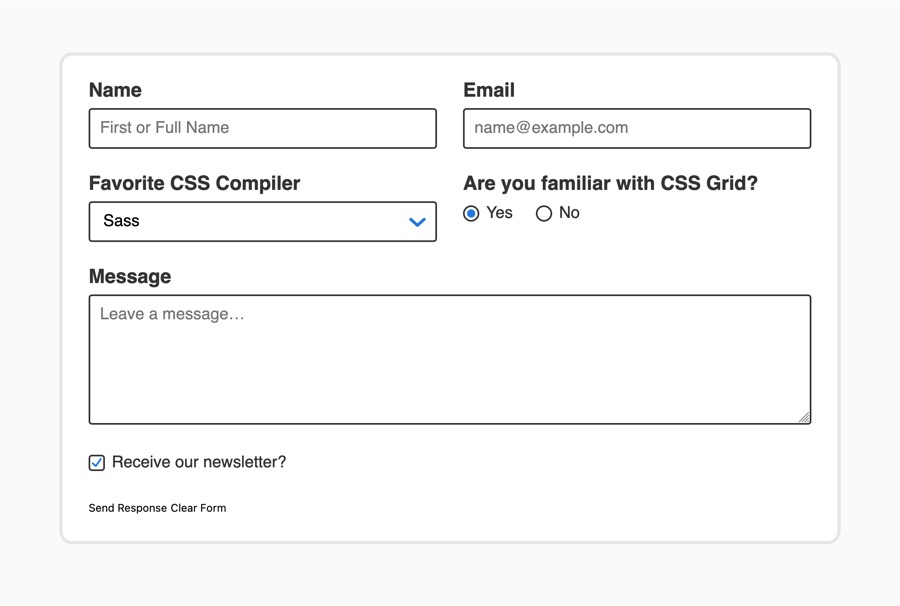 Name
First or Full Name
Email
name@example.com
Favorite CSS Compiler
Sass
Are you familiar with CSS Grid?
Yes No
Message
Leave a message…
Receive our newsletter?
Send Response Clear Form